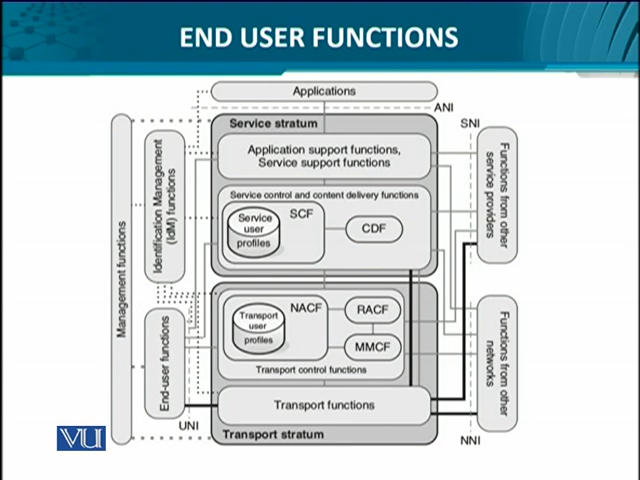 END USER FUNCTIONS
Applications
ANI
Service stratum
SNI
Application support functions,
Service support functions
Service control and content delivery functions
Service
user
profiles
SCF
CDF
Management functions
Identification Management
(IdM) functions
End-user functions
Functions from other
service providers
Functions from other
networks
Transport
user
profiles
NACF
RACF
MMCF
Transport control functions
Transport functions
UNI
Transport stratum
NNI
VU